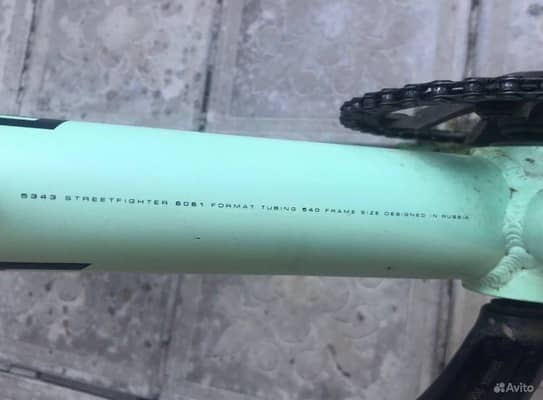 5343 STREETFIGHTER 6061 FORMAT TUBING 540 FRAME SIZE DESIGNED IN RUSSIA
Avito